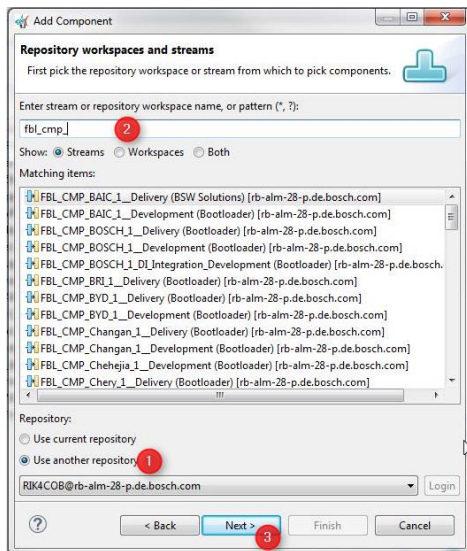 Add Component
Repository workspaces and streams
First pick the repository workspace or stream from which to pick components.
Enter stream or repository workspace name, or pattern (*, ?):
fbl_cmp_
2
Show: Streams Workspaces Both
Matching items:
FBL_CMP_BAIC_1__Delivery (BSW Solutions) [rb-alm-28-p.de.bosch.com]
FBL_CMP_BAIC_1__Development (Bootloader) [rb-alm-28-p.de.bosch.com]
FBL_CMP_BOSCH_1__Delivery (Bootloader) [rb-alm-28-p.de.bosch.com]
FBL_CMP_BOSCH_1__Development (Bootloader) [rb-alm-28-p.de.bosch.com]
FBL_CMP_BOSCH_1_DI_Integration_Development (Bootloader) [rb-alm-28-p.de.bosch.
FBL_CMP_BRI_1__Delivery (Bootloader) [rb-alm-28-p.de.bosch.com]
FBL_CMP_BYD_1__Delivery (Bootloader) [rb-alm-28-p.de.bosch.com]
FBL_CMP_BYD_1__Development (Bootloader) [rb-alm-28-p.de.bosch.com]
FBL_CMP_Changan_1__Delivery (Bootloader) [rb-alm-28-p.de.bosch.com]
FBL_CMP_Changan_1__Development (Bootloader) [rb-alm-28-p.de.bosch.com]
FBL_CMP_Chehejia_1__Delivery (Bootloader) [rb-alm-28-p.de.bosch.com]
FBL_CMP_Chery_1__Delivery (Bootloader) [rb-alm-28-p.de.bosch.com]
Repository:
Use current repository
Use another repository 1
RIK4COB@rb-alm-28-p.de.bosch.com Login
? < Back Next > Finish Cancel
3